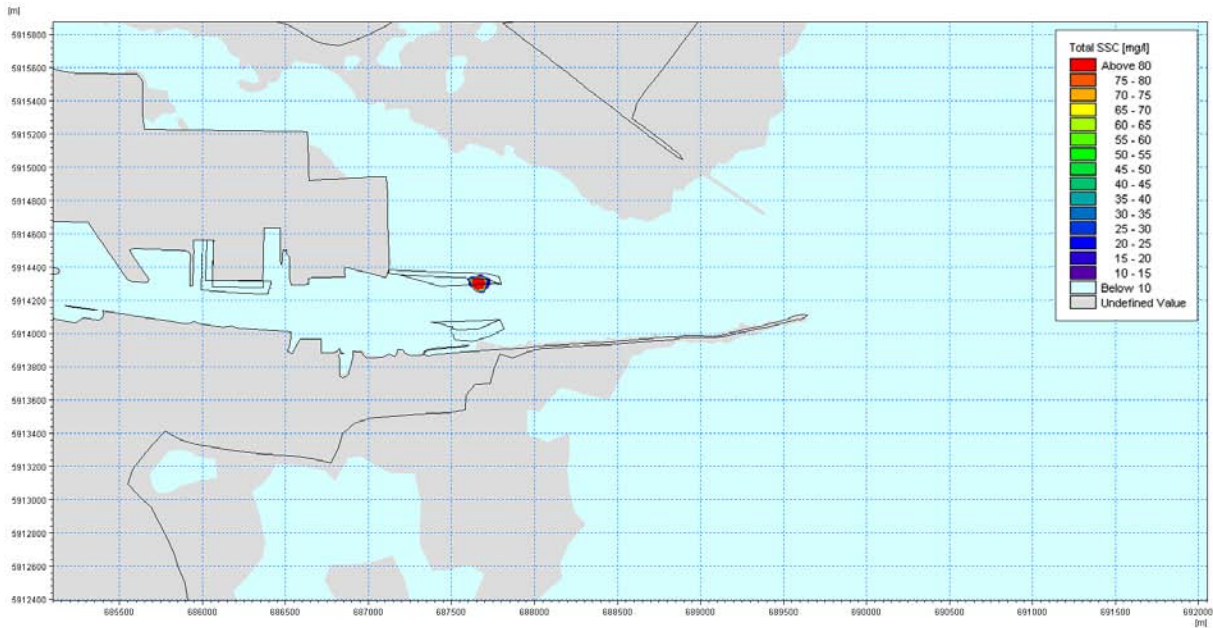 [m]
5915800
5915600
5915400
5915200
5915000
5914800
5914600
5914400
5914200
5914000
5913800
5913600
5913400
5913200
5913000
5912800
5912600
5912400
Total SSC [mg/l]
Above 80
75 - 80
70 - 75
65 - 70
60 - 65
55 - 60
50 - 55
45 - 50
40 - 45
35 - 40
30 - 35
25 - 30
20 - 25
15 - 20
10 - 15
Below 10
Undefined Value
685500 686000 686500 687000 687500 688000 688500 689000 689500 690000 690500 691000 691500 692000
[m]